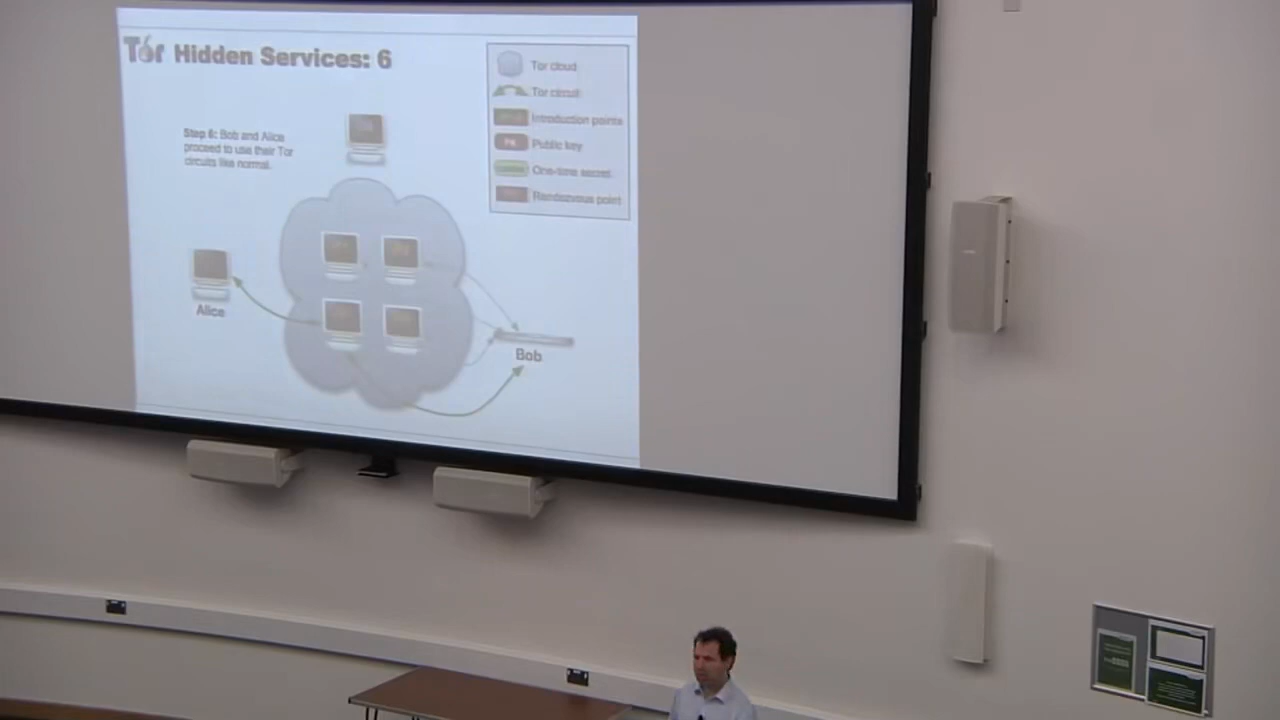 Tor Hidden Services: 6
Step 6: Bob and Alice
proceed to use their Tor
circuits like normal.
Tor cloud
Tor circuit
Introduction points
Public key
One-time secret
Rendezvous point
Alice
Bob